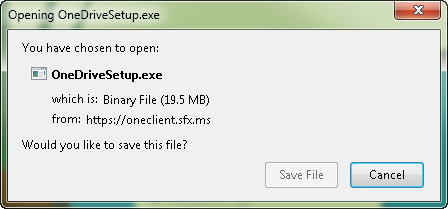 Opening OneDriveSetup.exe
You have chosen to open:
OneDriveSetup.exe
which is: Binary File (19.5 MB)
from: https://oneclient.sfx.ms
Would you like to save this file?
Save File Cancel